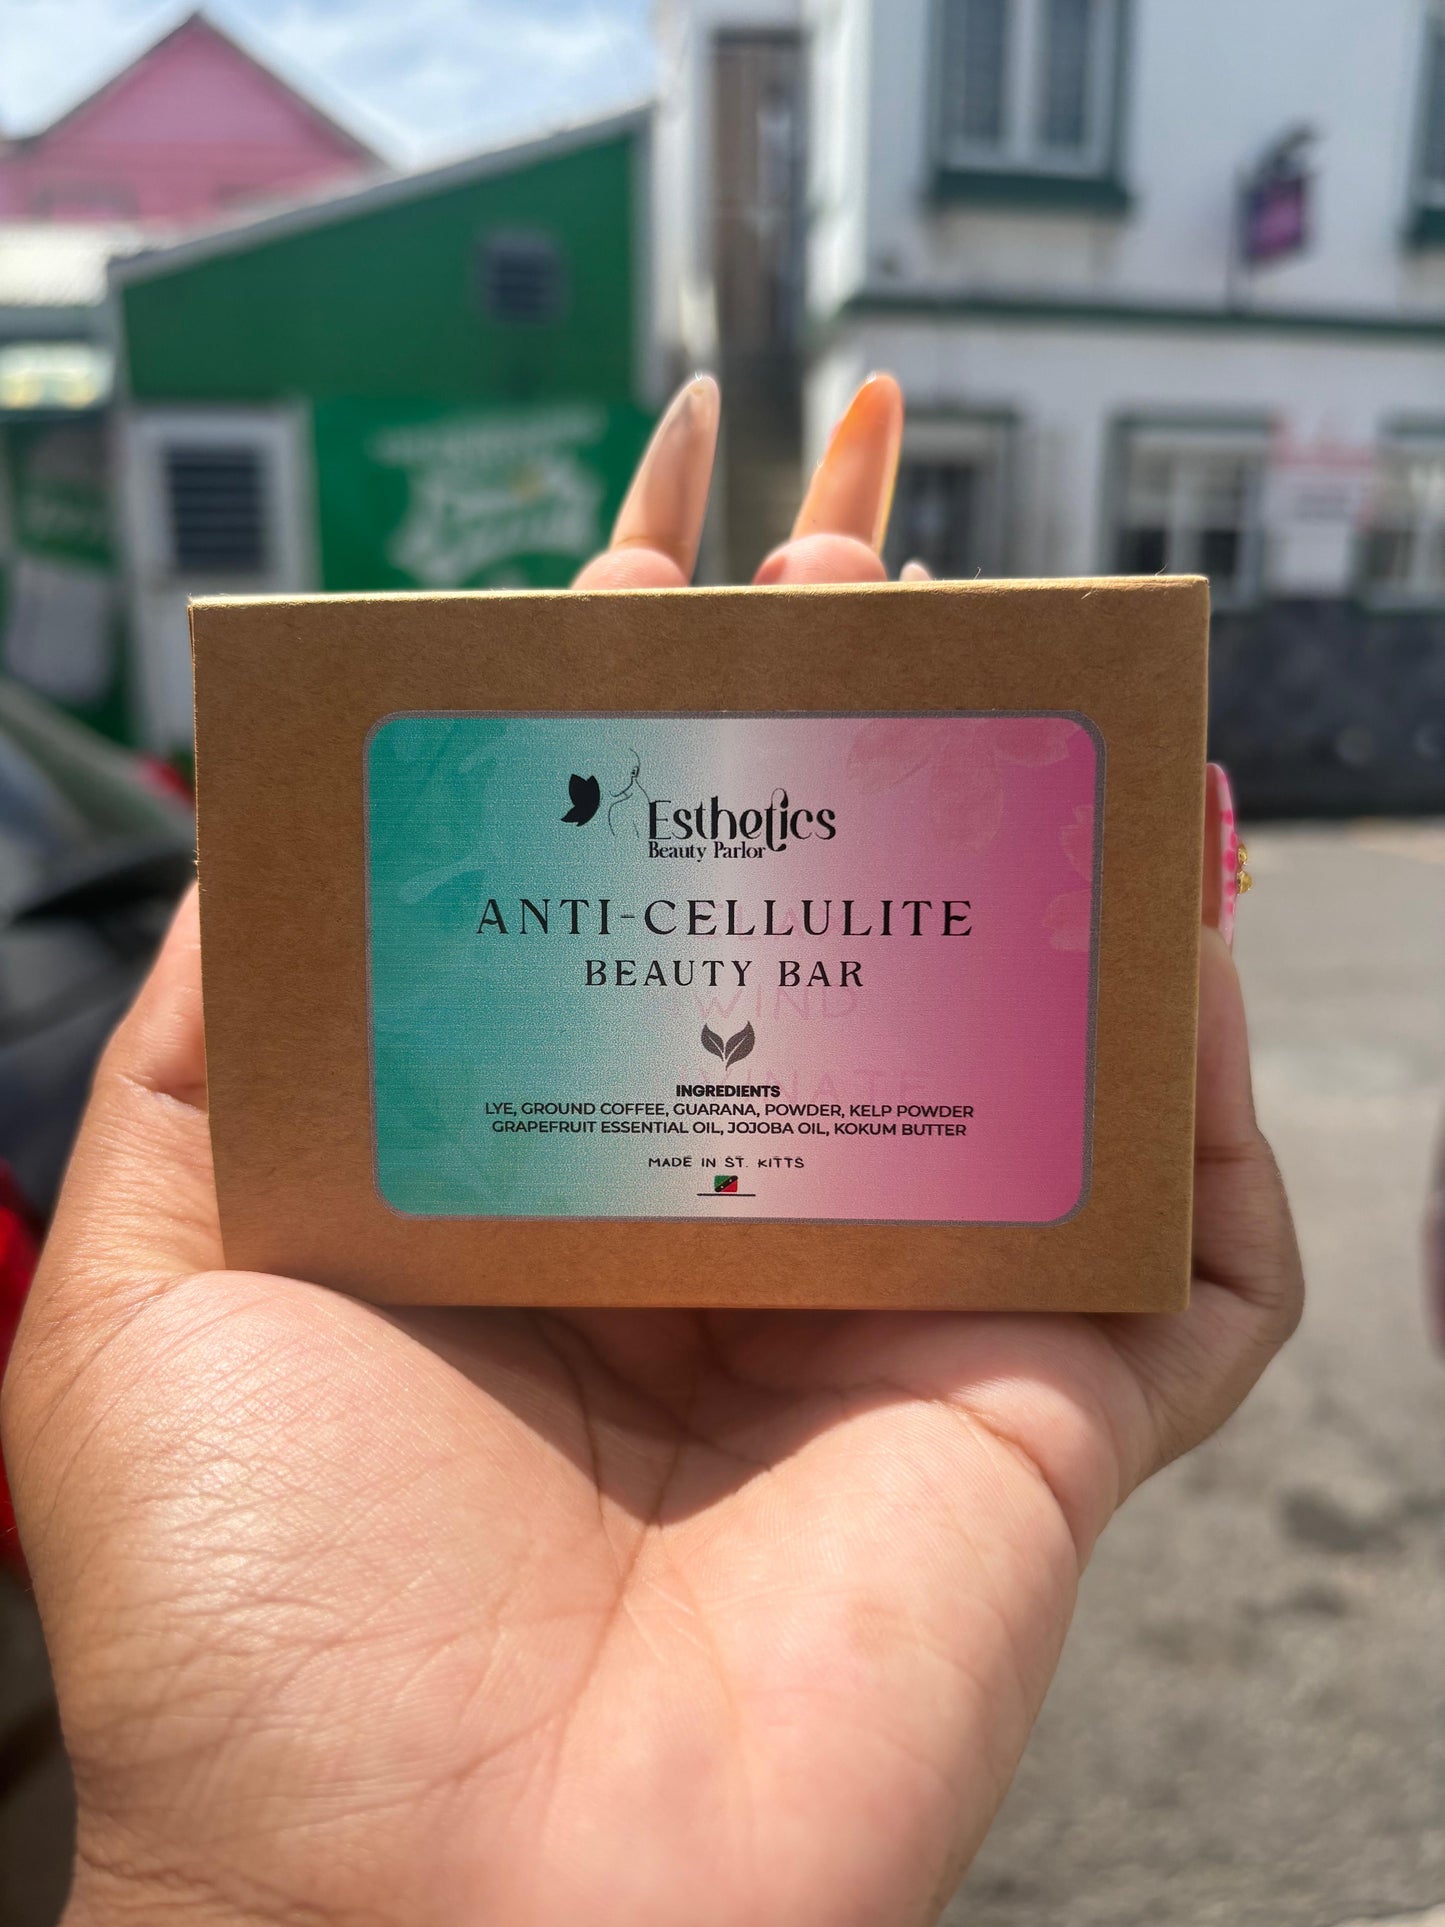 Esthetics
Beauty Parlor
ANTI-CELLULITE
BEAUTY BAR
WIND
INGREDIENTS
LYE, GROUND COFFEE, GUARANA, POWDER, KELP POWDER
GRAPEFRUIT ESSENTIAL OIL, JOJOBA OIL, KOKUM BUTTER
MADE IN ST. KITTS